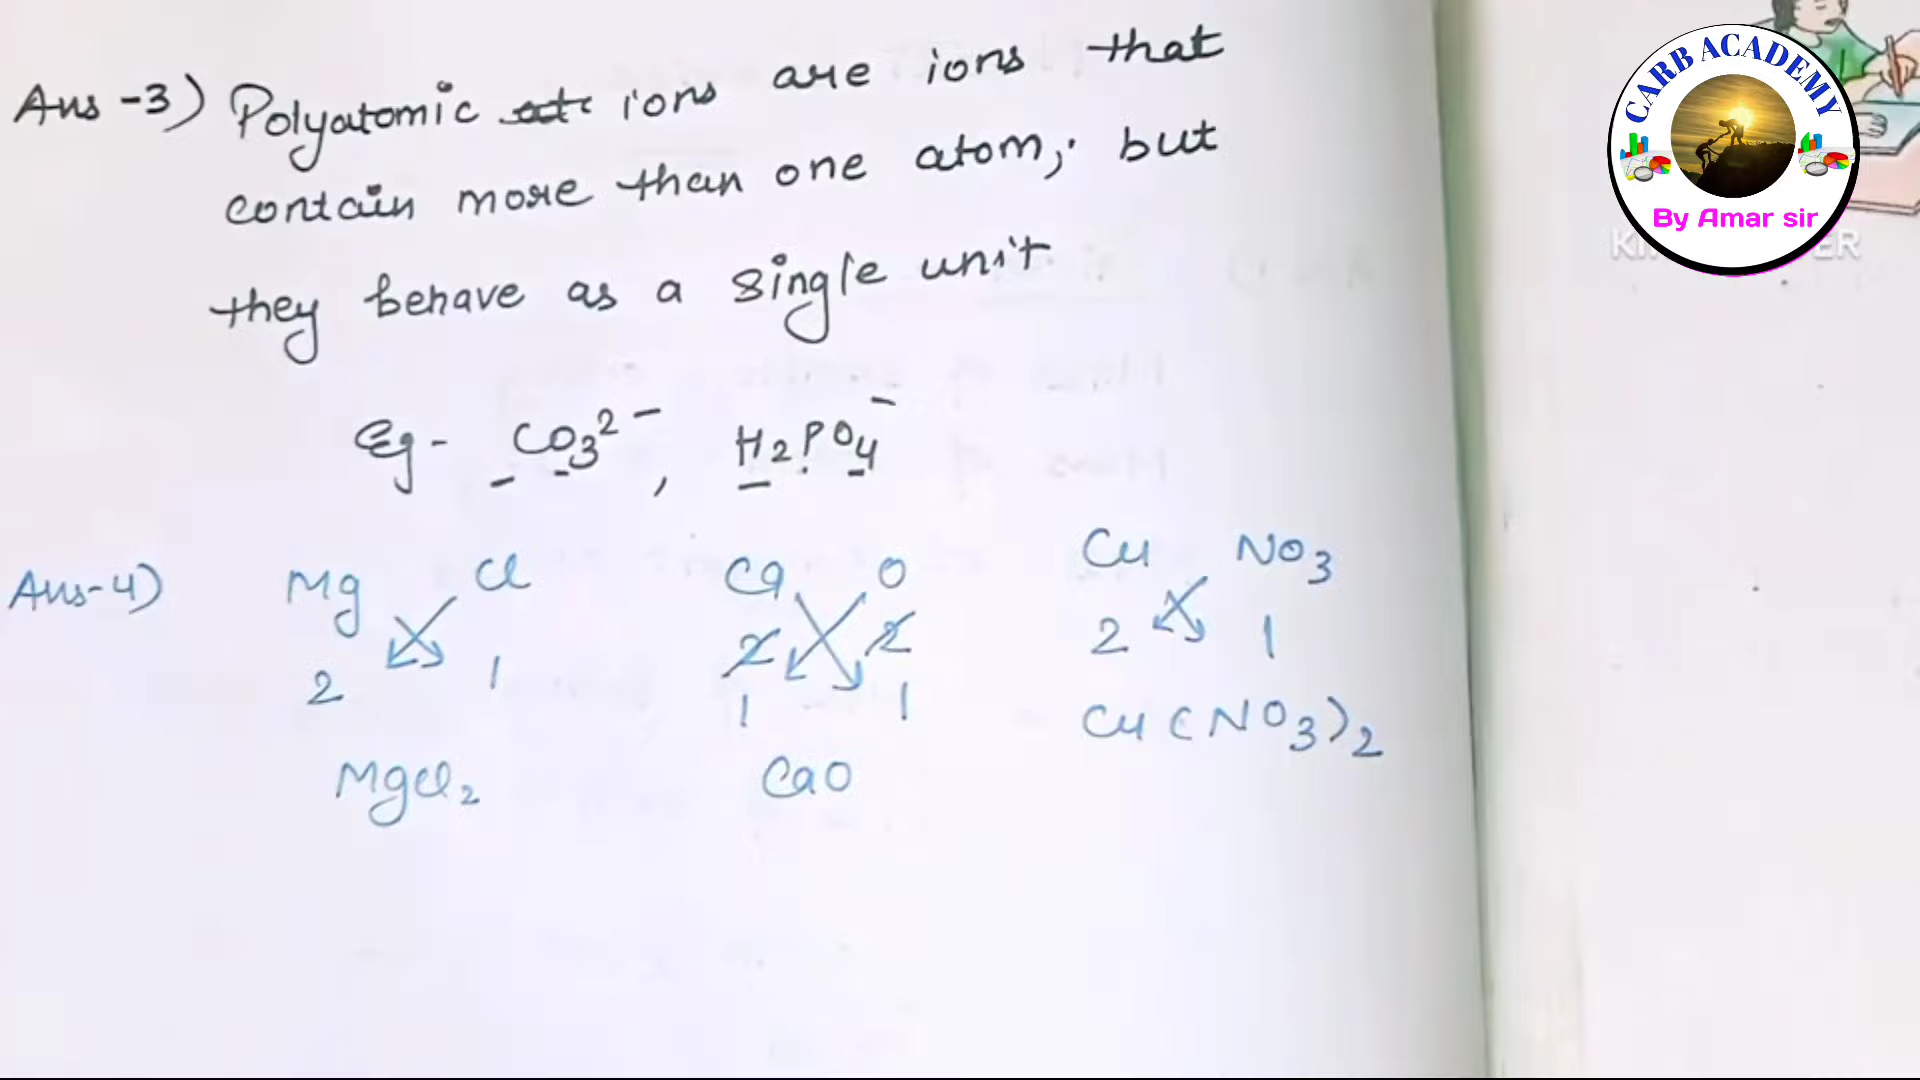 Ans-3) Polyatomic ions are ions that
contain more than one atom, but
they behave as a single unit
Eg- CO3 2-, H2PO4 -
Ans-4) Mg Cl Ca O Cu NO3
2 1 2 2 2 1
1 1
MgCl2 CaO Cu(NO3)2
CARB ACADEMY
By Amar sir